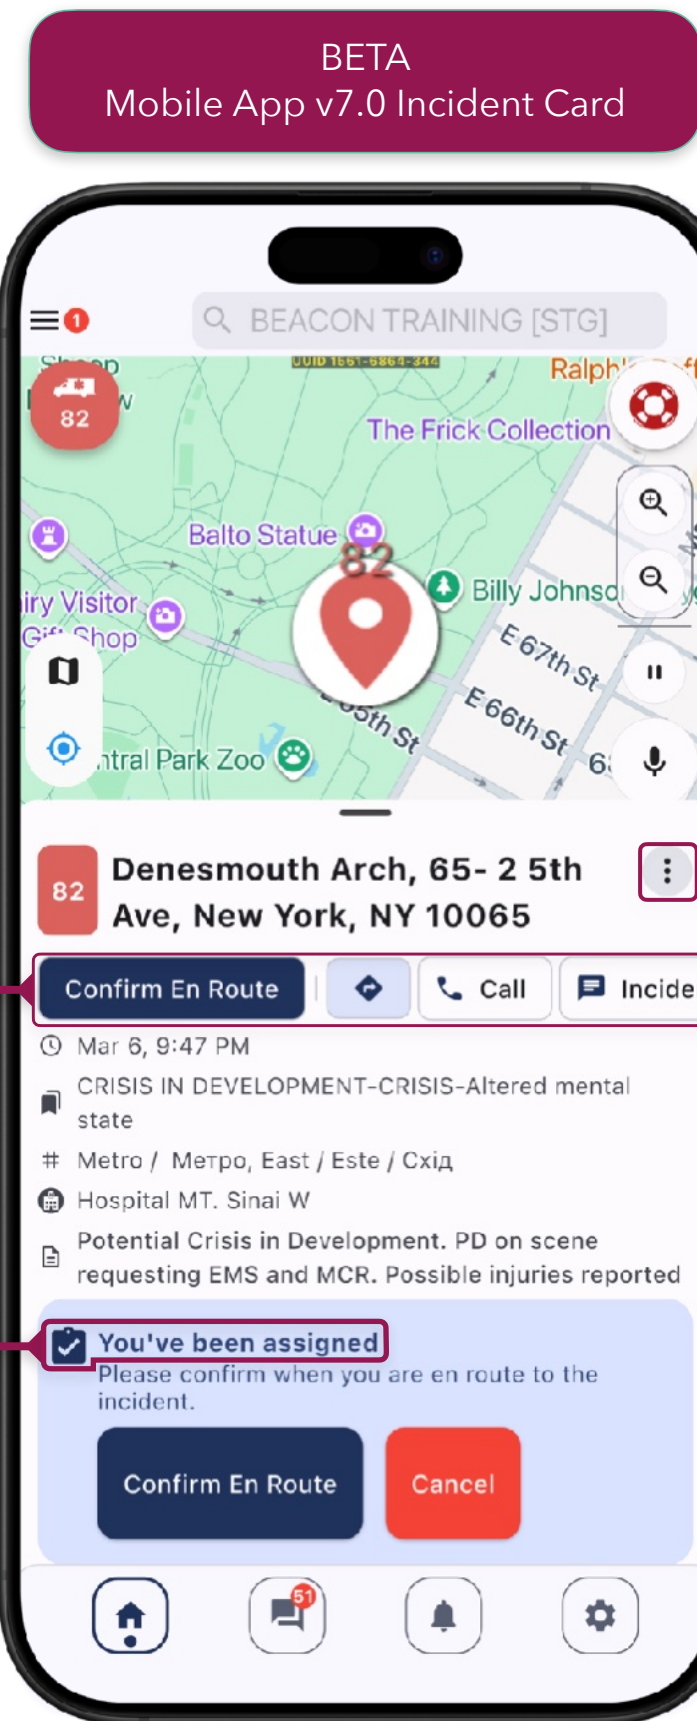 BETA
Mobile App v7.0 Incident Card
1
BEACON TRAINING [STG]
UUID 1561-6864-344
Ralph'
82
The Frick Collection
Balto Statue
82
Billy Johnso
iry Visitor
Gift Shop
E 67th St
E 65th St
E 66th St
ntral Park Zoo
82
Denesmouth Arch, 65- 2 5th
Ave, New York, NY 10065
Confirm En Route
Call
Incide
Mar 6, 9:47 PM
CRISIS IN DEVELOPMENT-CRISIS-Altered mental
state
# Metro / Метро, East / Este / Схід
Hospital MT. Sinai W
Potential Crisis in Development. PD on scene
requesting EMS and MCR. Possible injuries reported
You've been assigned
Please confirm when you are en route to the
incident.
Confirm En Route
Cancel
51